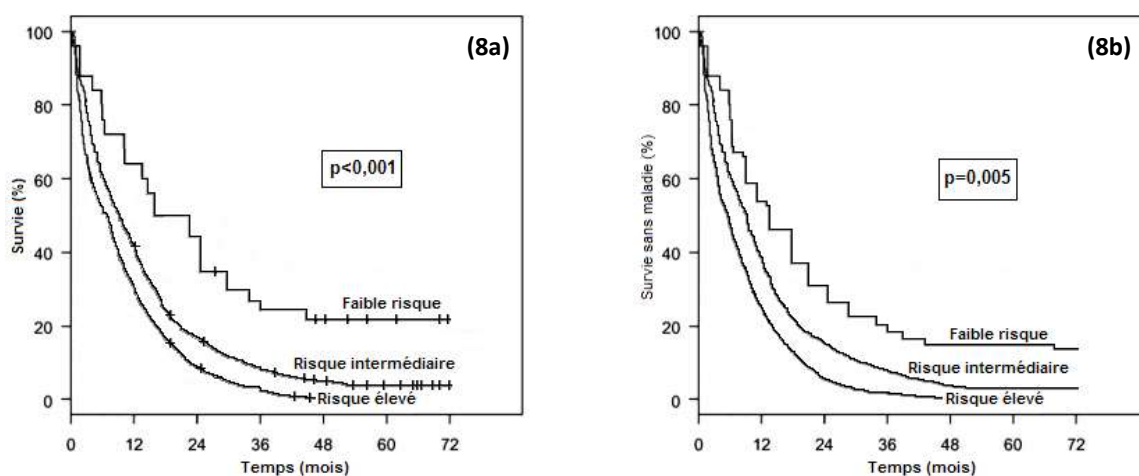 (8a)
100
80
60
40
20
0
Survie (%)
p<0,001
Faible risque
Risque intermédiaire
Risque élevé
0 12 24 36 48 60 72
Temps (mois)
(8b)
100
80
60
40
20
0
Survie sans maladie (%)
p=0,005
Faible risque
Risque intermédiaire
Risque élevé
0 12 24 36 48 60 72
Temps (mois)